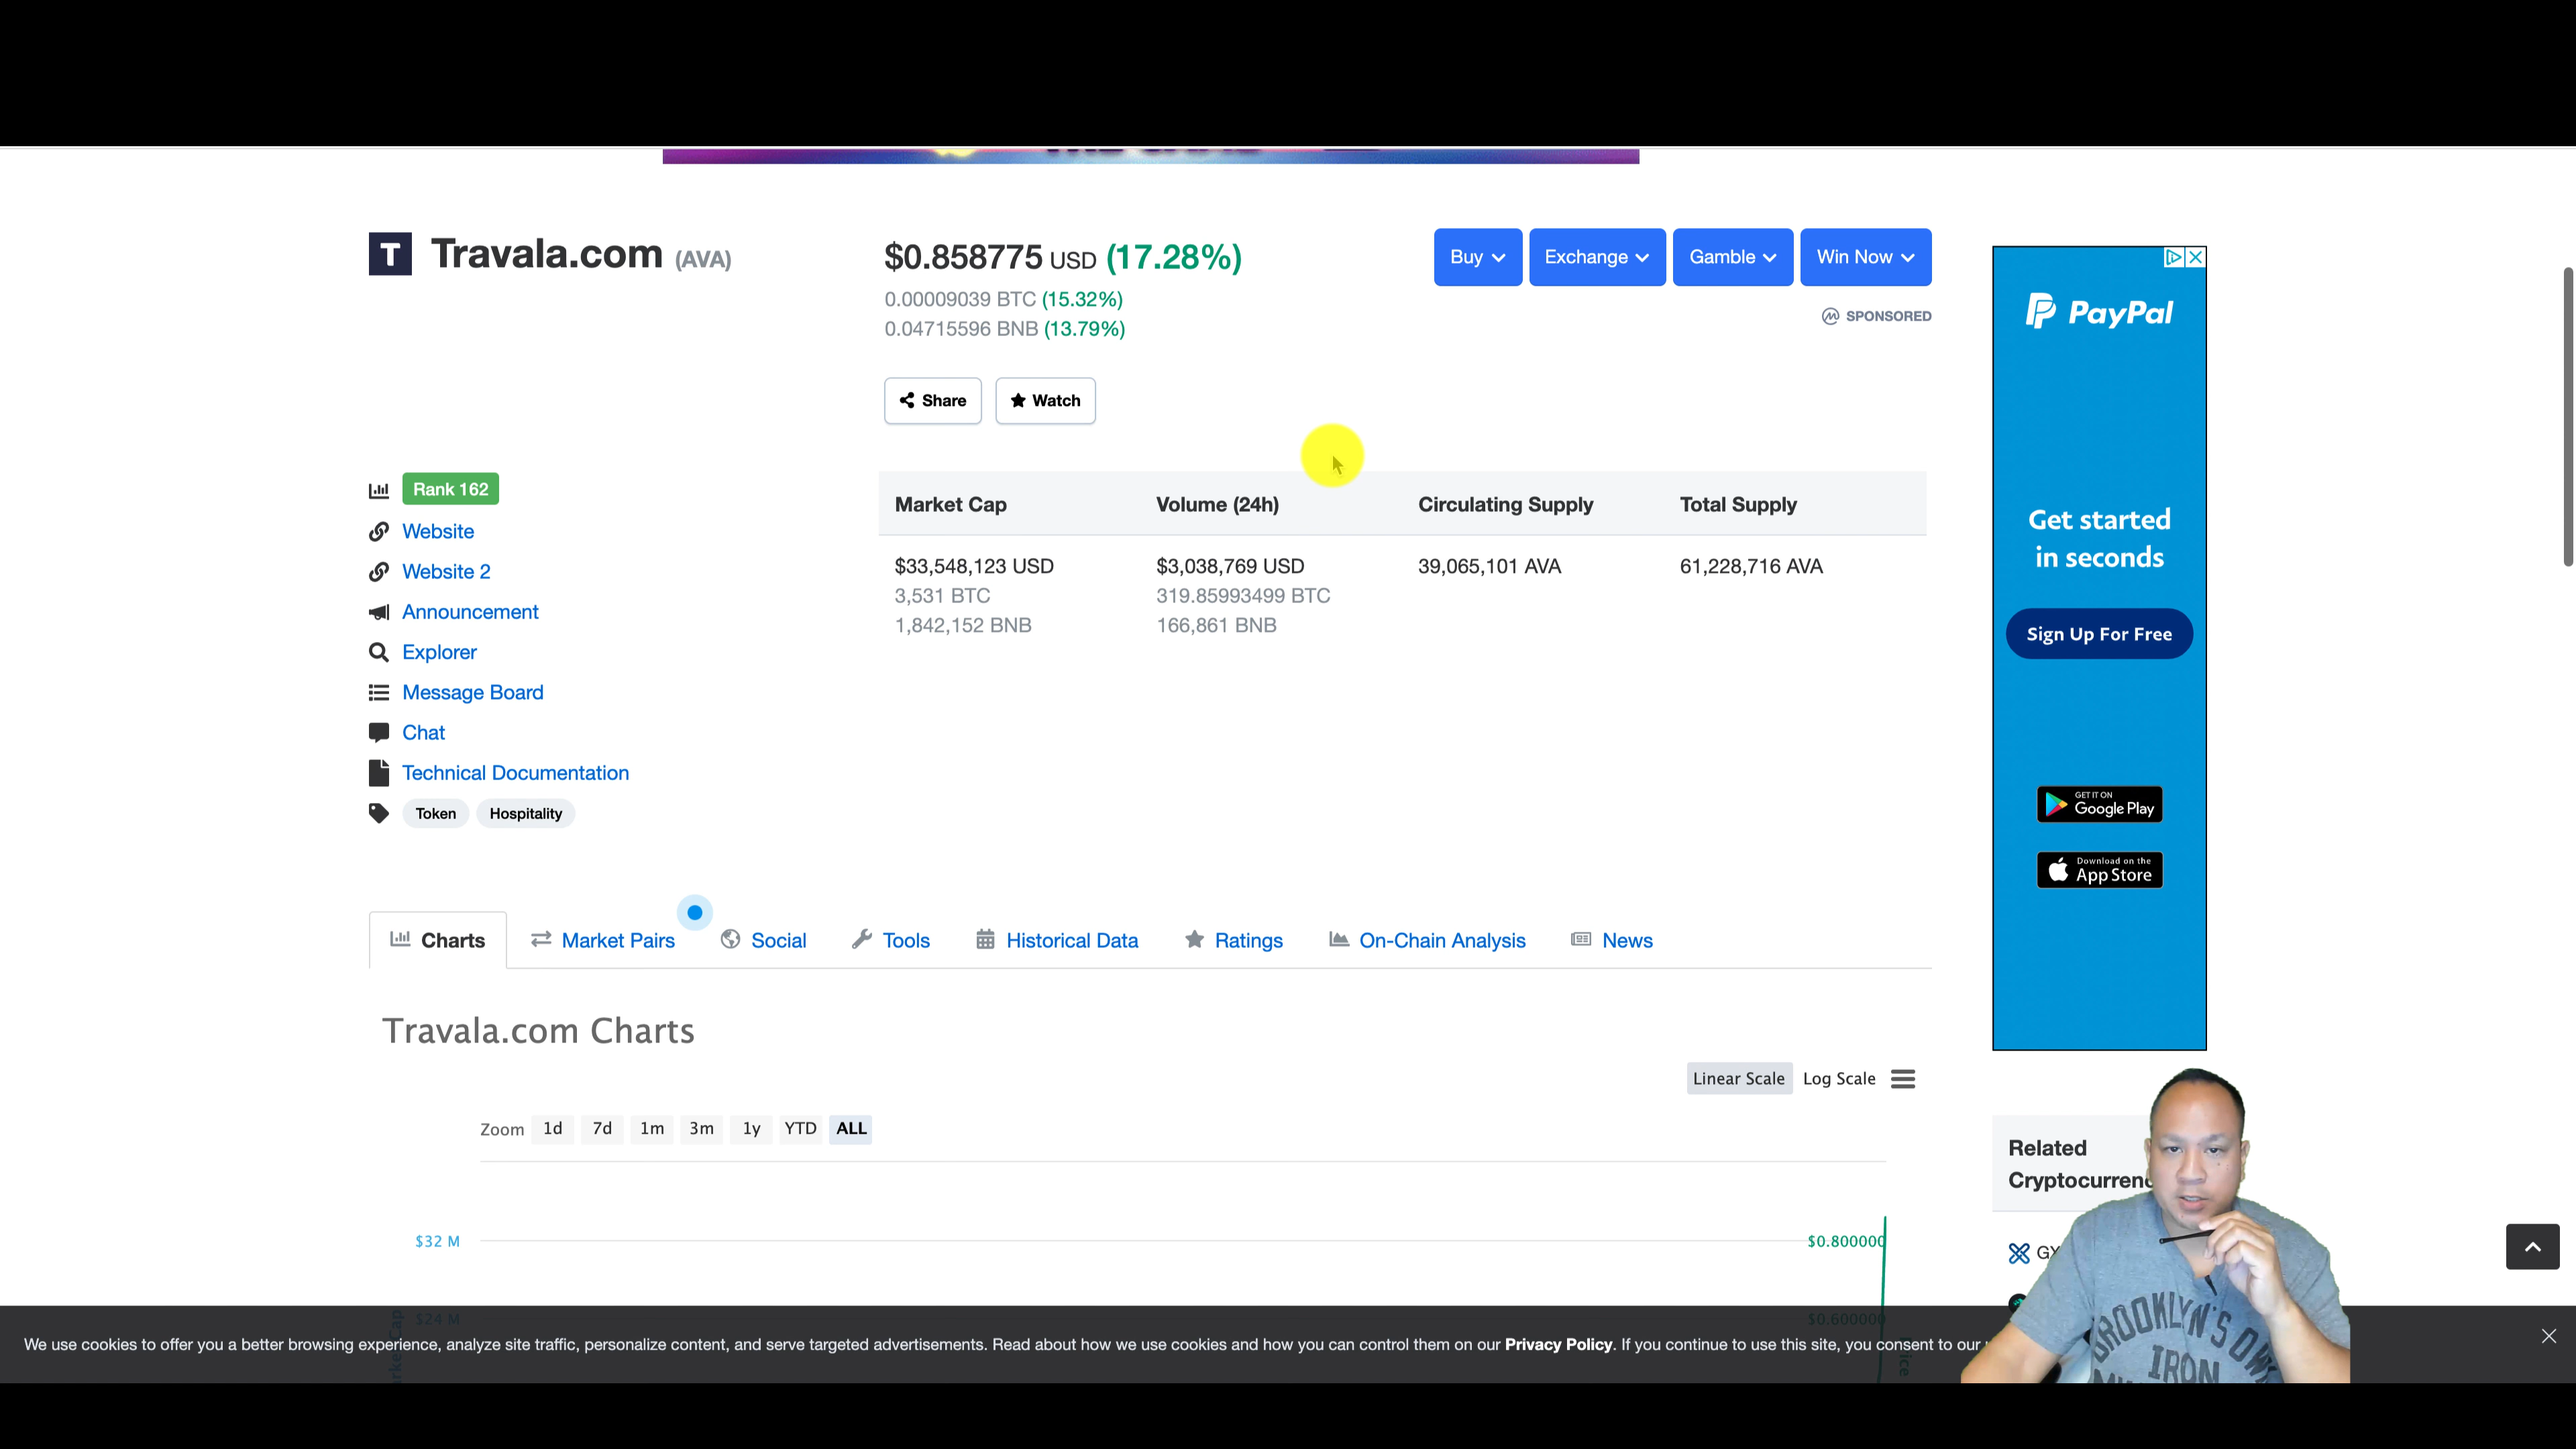 T Travala.com (AVA)
$0.858775 USD (17.28%)
0.00009039 BTC (15.32%)
0.04715596 BNB (13.79%)
Buy Exchange Gamble Win Now
SPONSORED
Share Watch
Rank 162
Website
Website 2
Announcement
Explorer
Message Board
Chat
Technical Documentation
Token Hospitality
Market Cap Volume (24h) Circulating Supply Total Supply
$33,548,123 USD $3,038,769 USD 39,065,101 AVA 61,228,716 AVA
3,531 BTC 319.85993499 BTC
1,842,152 BNB 166,861 BNB
PayPal
Get started
in seconds
Sign Up For Free
GET IT ON
Google Play
Download on the
App Store
Charts Market Pairs Social Tools Historical Data Ratings On-Chain Analysis News
Travala.com Charts
Linear Scale Log Scale
Zoom 1d 7d 1m 3m 1y YTD ALL
$32 M $0.800000
$24 M $0.600000
Related
We use cookies to offer you a better browsing experience, analyze site traffic, personalize content, and serve targeted advertisements. Read about how we use cookies and how you can control them on our Privacy Policy. If you continue to use this site, you consent to our
BROOKLYN'S OWN
IRON